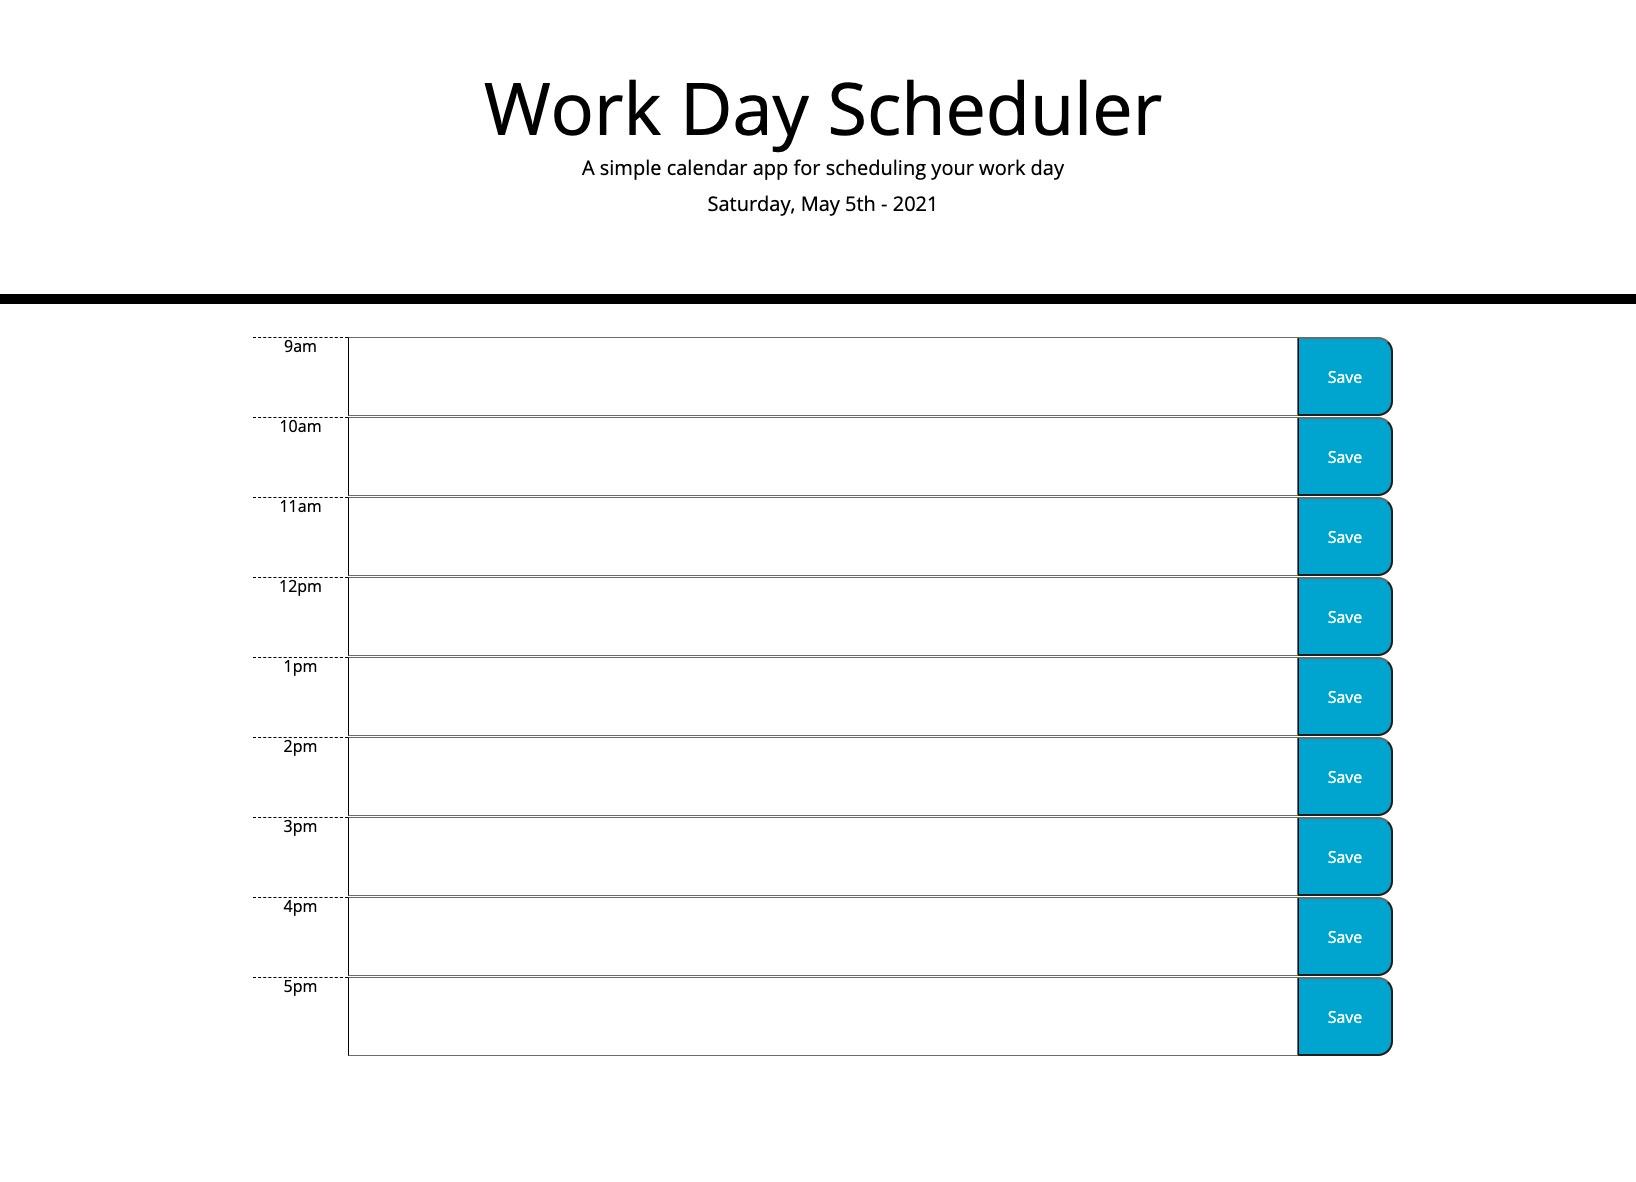 Work Day Scheduler
A simple calendar app for scheduling your work day
Saturday, May 5th - 2021
9am
Save
10am
Save
11am
Save
12pm
Save
1pm
Save
2pm
Save
3pm
Save
4pm
Save
5pm
Save